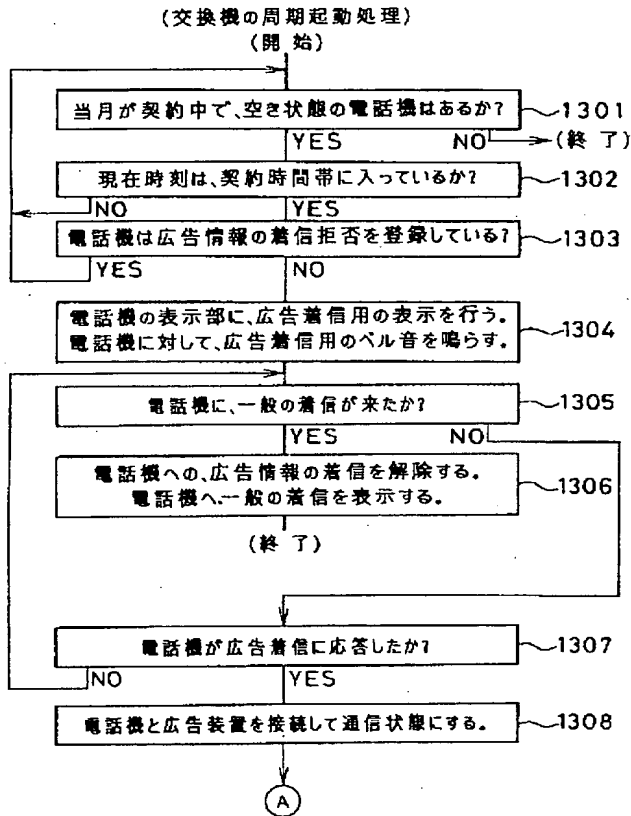 (交換機の周期起動処理)
(開始)
当月が契約中で、空き状態の電話機はあるか?
1301
YES NO (終了)
現在時刻は、契約時間帯に入っているか?
1302
NO YES
電話機は広告情報の着信拒否を登録している?
1303
YES NO
電話機の表示部に、広告着信用の表示を行う。
電話機に対して、広告着信用のベル音を鳴らす。
1304
電話機に、一般の着信が来たか?
1305
YES NO
電話機への、広告情報の着信を解除する。
電話機へ、一般の着信を表示する。
1306
(終了)
電話機が広告着信に応答したか?
1307
NO YES
電話機と広告装置を接続して通信状態にする。
1308
A